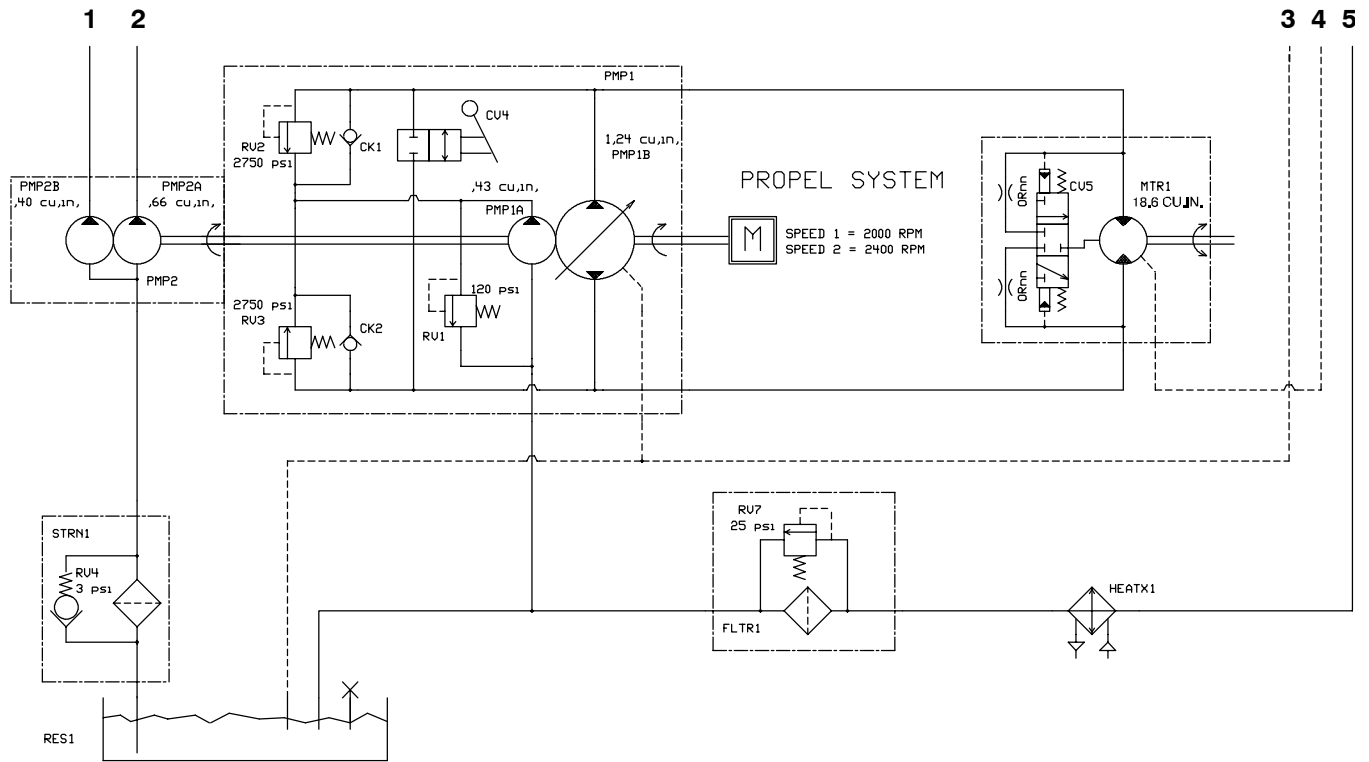 1 2 3 4 5
PMP1
CV4
RV2
2750 psi
CK1
1,24 cu,in,
PMP1B
PMP2B
,40 cu,in,
PMP2A
,66 cu,in,
,43 cu,in,
PMP1A
PROPEL SYSTEM
M
SPEED 1 = 2000 RPM
SPEED 2 = 2400 RPM
ORnn
CV5
MTR1
18.6 CU.IN.
PMP2
2750 psi
RV3
CK2
120 psi
RV1
ORnn
STRN1
RV4
3 psi
RV7
25 psi
FLTR1
HEATX1
RES1